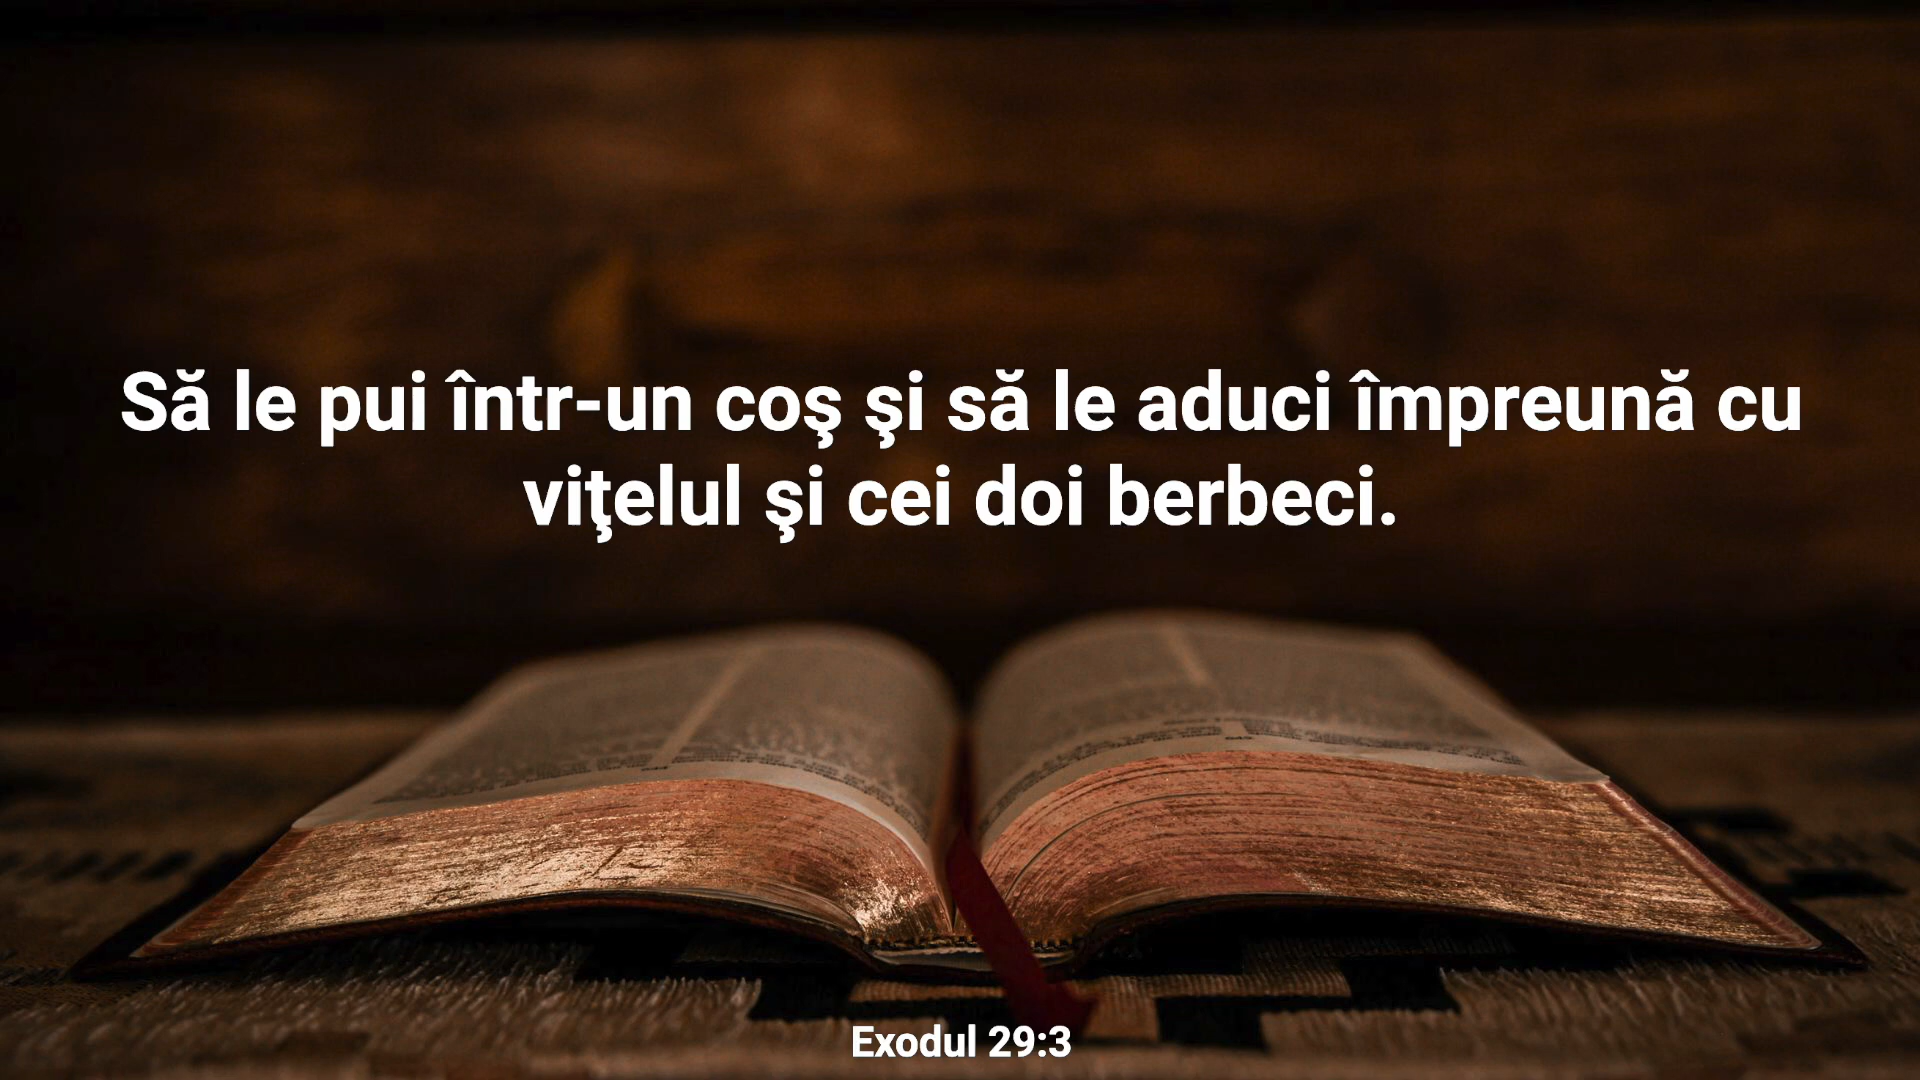 Să le pui într-un coş şi să le aduci împreună cu
viţelul şi cei doi berbeci.
Exodul 29:3